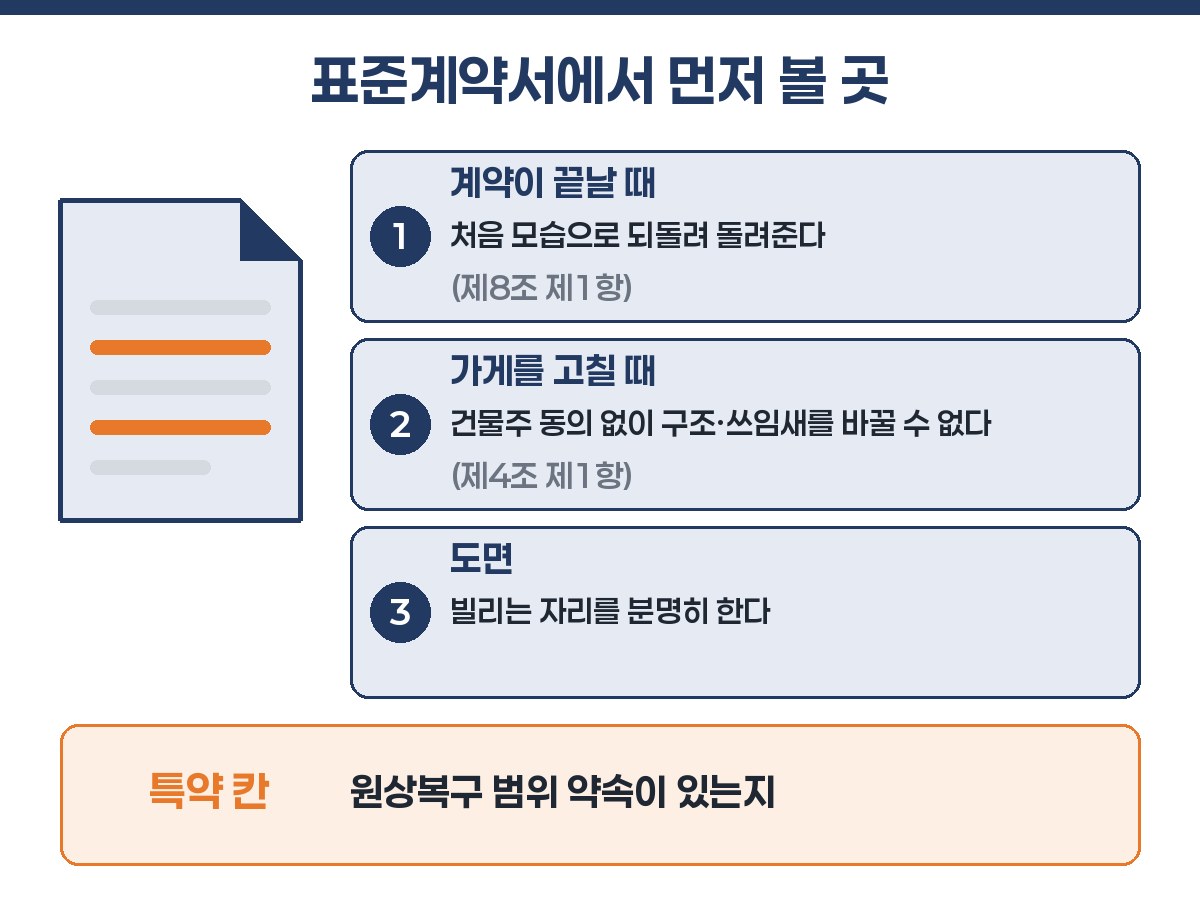 표준계약서에서 먼저 볼 곳
1
계약이 끝날 때
처음 모습으로 되돌려 돌려준다
(제8조 제1항)
2
가게를 고칠 때
건물주 동의 없이 구조·쓰임새를 바꿀 수 없다
(제4조 제1항)
3
도면
빌리는 자리를 분명히 한다
특약 칸
원상복구 범위 약속이 있는지